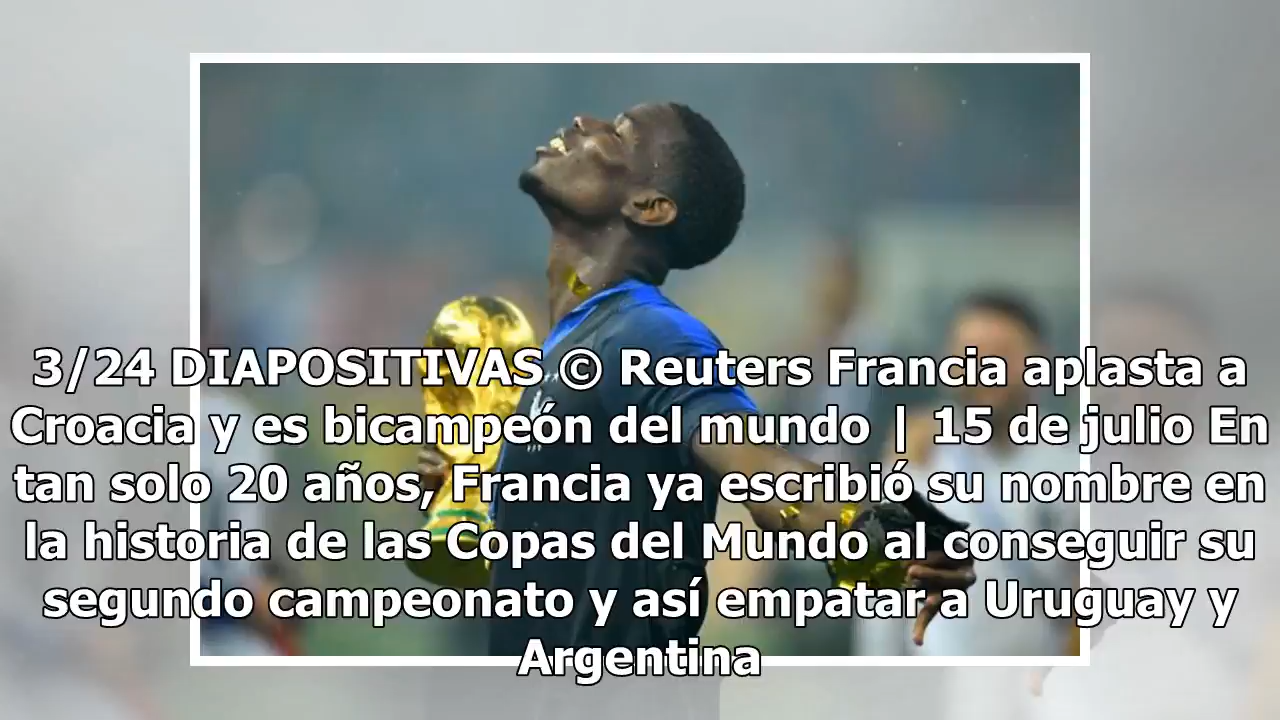 3/24 DIAPOSITIVAS © Reuters Francia aplasta a
Croacia y es bicampeón del mundo | 15 de julio En
tan solo 20 años, Francia ya escribió su nombre en
la historia de las Copas del Mundo al conseguir su
segundo campeonato y así empatar a Uruguay y
Argentina